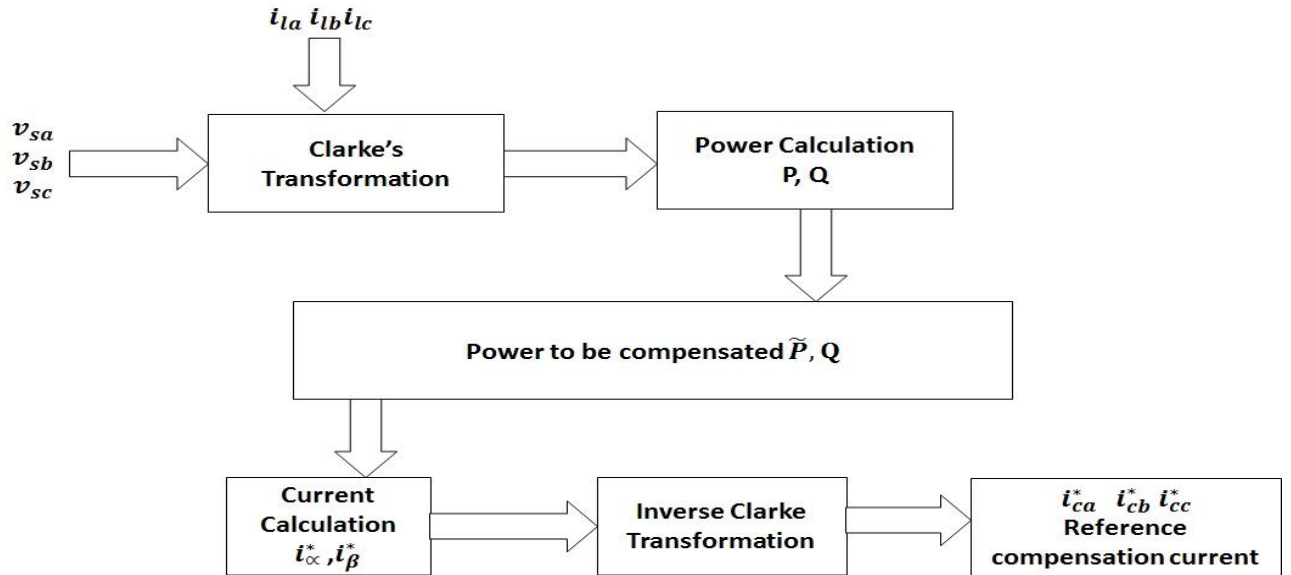 i_la i_lb i_lc
v_sa
v_sb
v_sc
Clarke's
Transformation
Power Calculation
P, Q
Power to be compensated P̃, Q
Current
Calculation
i*_∝ ,i*_β
Inverse Clarke
Transformation
i*_ca i*_cb i*_cc
Reference
compensation current